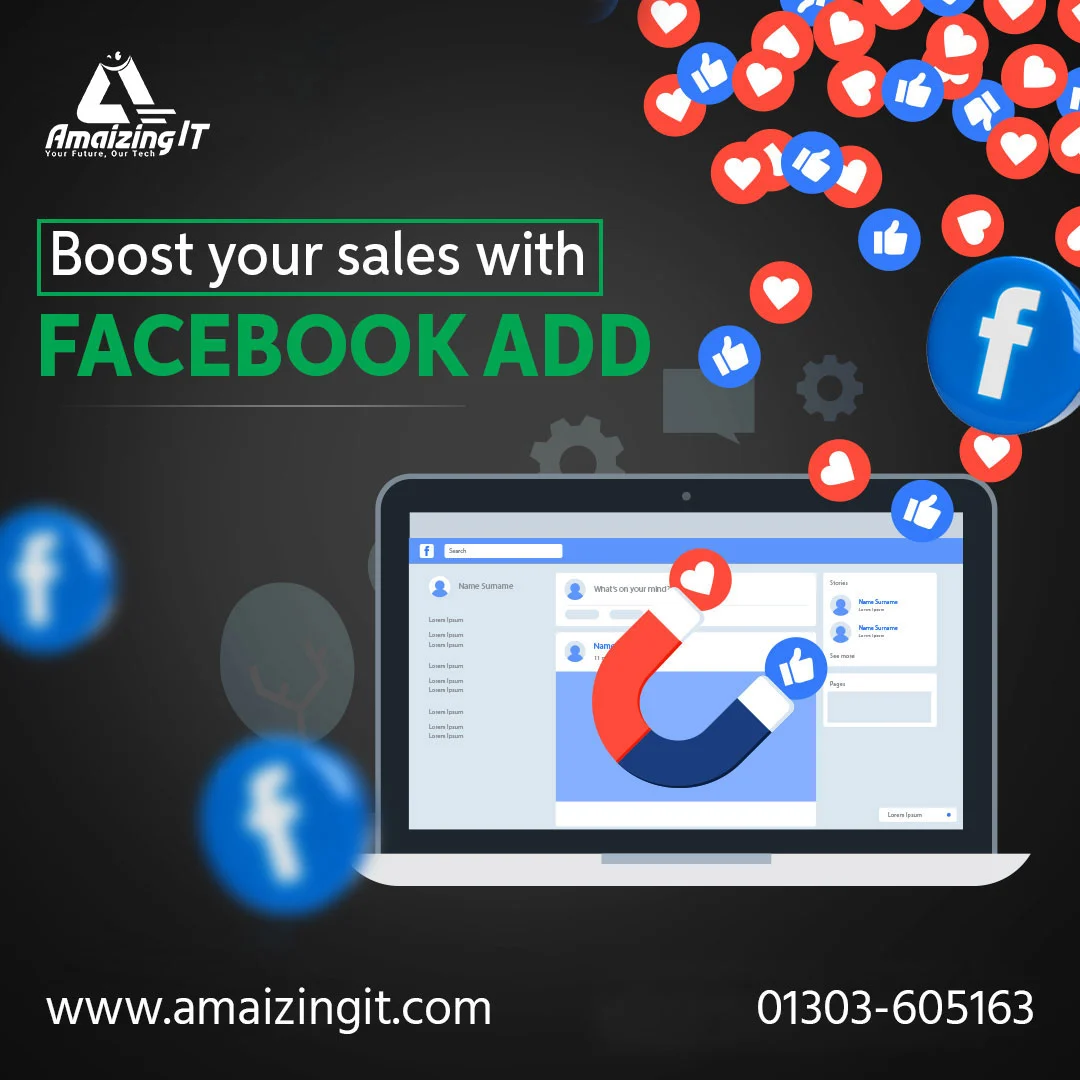 Amaizing IT
Your Future, Our Tech
Boost your sales with
FACEBOOK ADD
Search
Name Surname
What's on your mind?
Stories
Name Surname
Lorem Ipsum
Name Surname
Lorem Ipsum
See more
Pages
Lorem Ipsum
Lorem Ipsum
Lorem Ipsum
Lorem Ipsum
Lorem Ipsum
Lorem Ipsum
Lorem Ipsum
Lorem Ipsum
Lorem Ipsum
Name
11
Lorem Ipsum
www.amaizingit.com
01303-605163